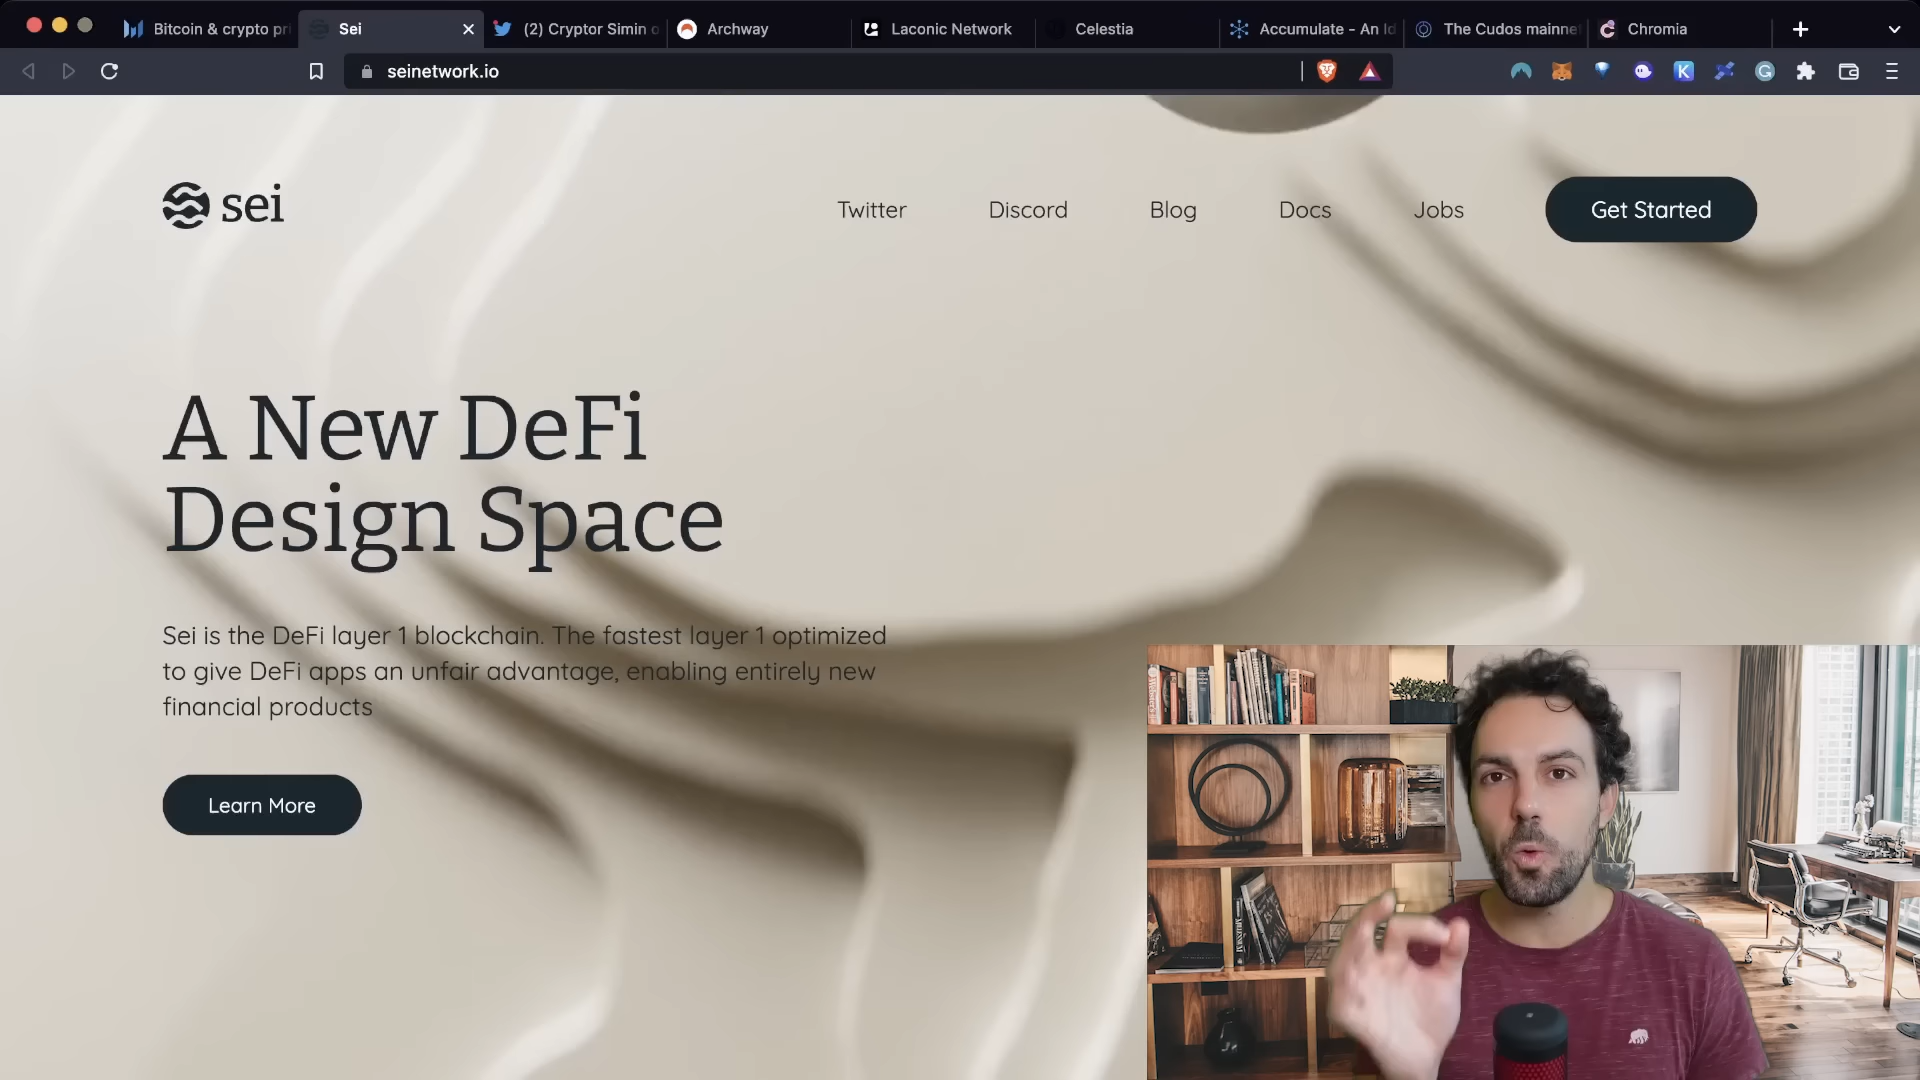 Bitcoin & crypto pri
Sei
(2) Cryptor Simin o
Archway
Laconic Network
Celestia
Accumulate - An Id
The Cudos mainne
Chromia
seinetwork.io
sei
Twitter
Discord
Blog
Docs
Jobs
Get Started
A New DeFi
Design Space
Sei is the DeFi layer 1 blockchain. The fastest layer 1 optimized
to give DeFi apps an unfair advantage, enabling entirely new
financial products
Learn More